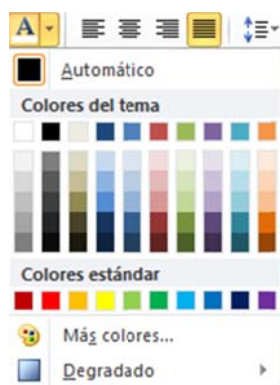 A
Automático
Colores del tema
Colores estándar
Más colores...
Degradado